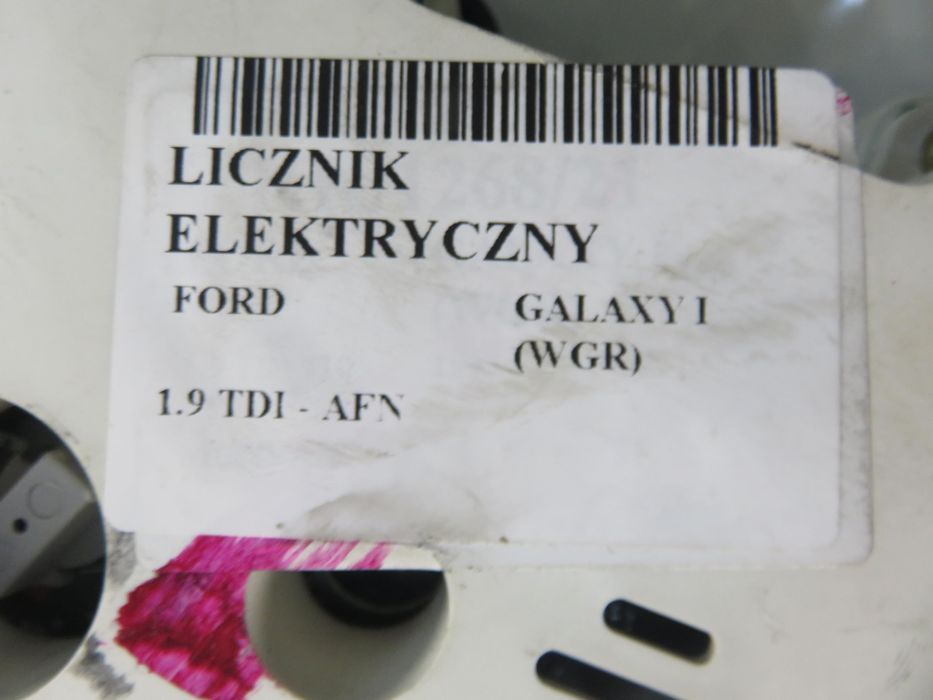 LICZNIK
ELEKTRYCZNY
FORD GALAXY I
(WGR)
1.9 TDI - AFN